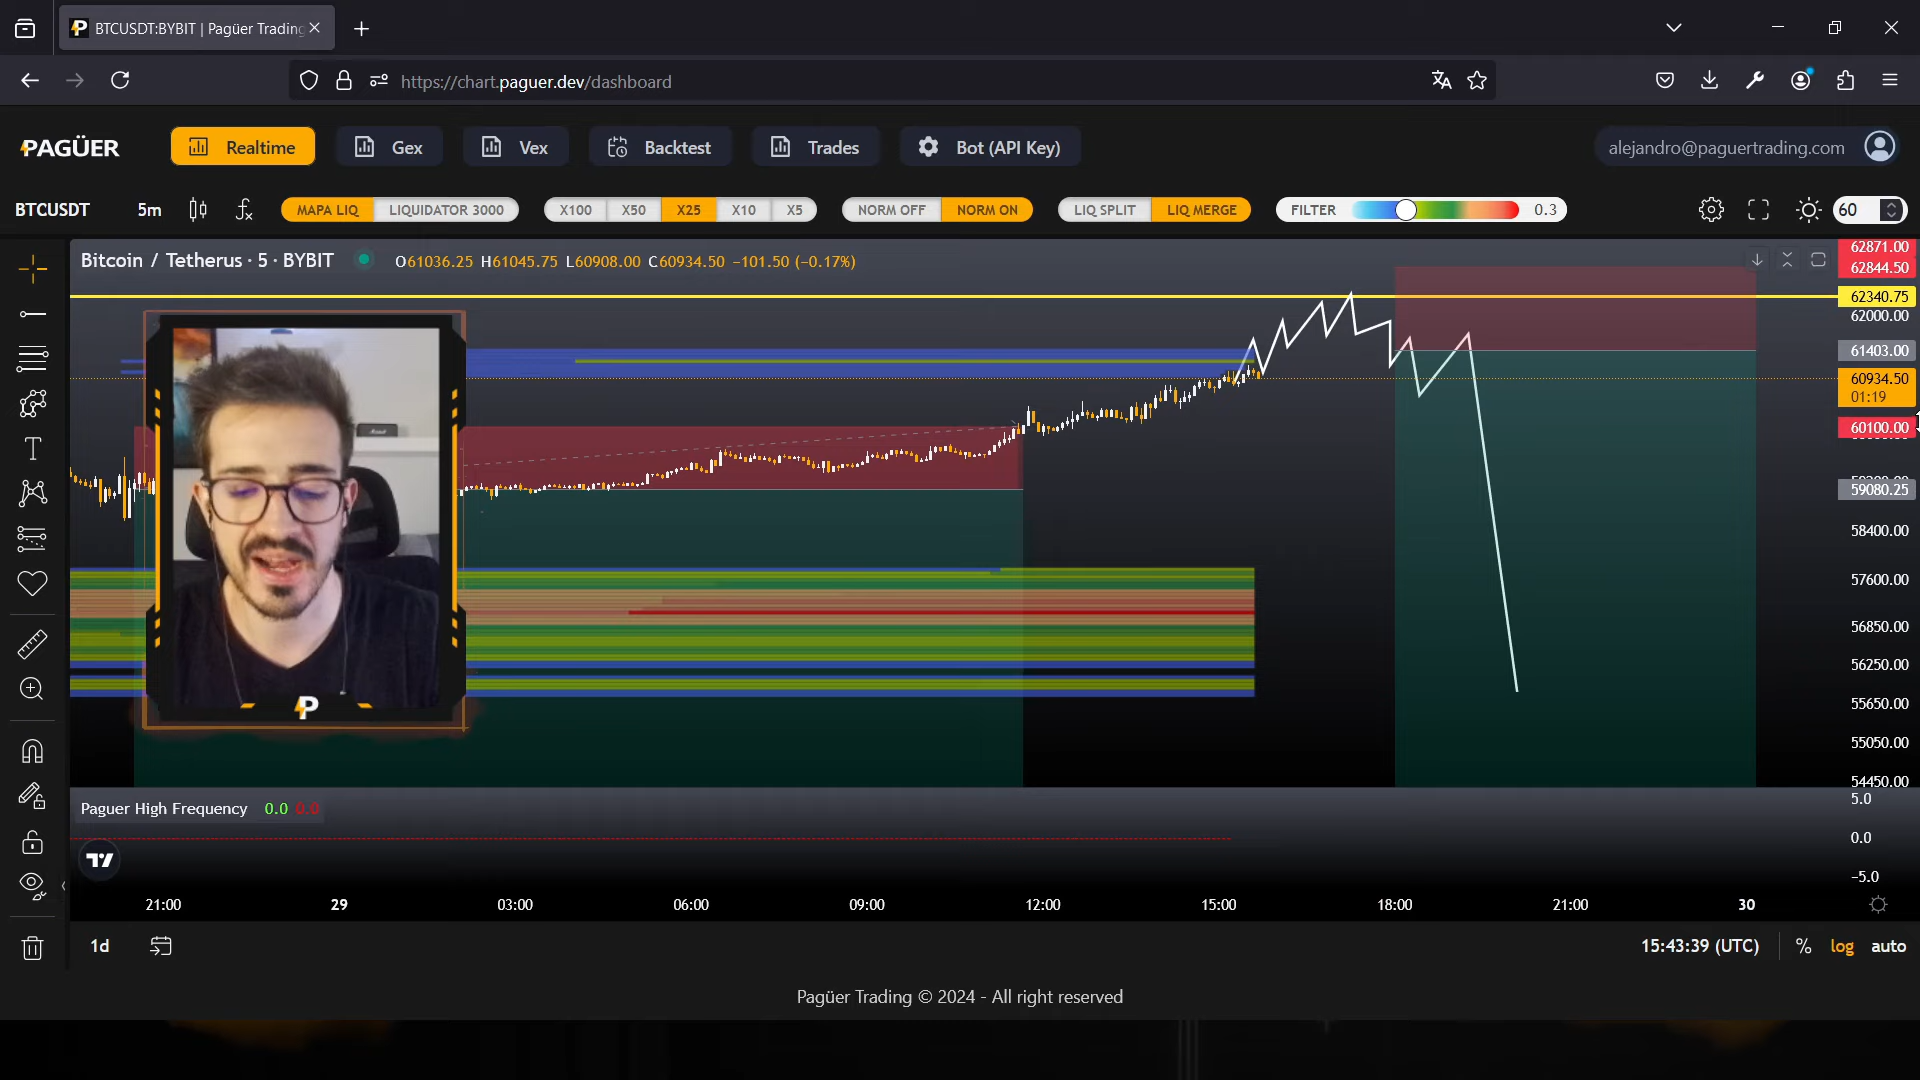 BTCUSDT:BYBIT | Pagüer Trading
https://chart.paguer.dev/dashboard
PAGÜER
Realtime
Gex
Vex
Backtest
Trades
Bot (API Key)
alejandro@paguertrading.com
BTCUSDT
5m
MAPA LIQ
LIQUIDATOR 3000
X100
X50
X25
X10
X5
NORM OFF
NORM ON
LIQ SPLIT
LIQ MERGE
FILTER
0.3
60
Bitcoin / Tetherus · 5 · BYBIT
O61036.25 H61045.75 L60908.00 C60934.50 −101.50 (−0.17%)
62871.00
62844.50
62340.75
62000.00
61403.00
60934.50
01:19
60100.00
59080.25
58400.00
57600.00
56850.00
56250.00
55650.00
55050.00
54450.00
P
Paguer High Frequency 0.0 0.0
5.0
0.0
−5.0
21:00
29
03:00
06:00
09:00
12:00
15:00
18:00
21:00
30
1d
15:43:39 (UTC)
%
log
auto
Pagüer Trading © 2024 - All right reserved